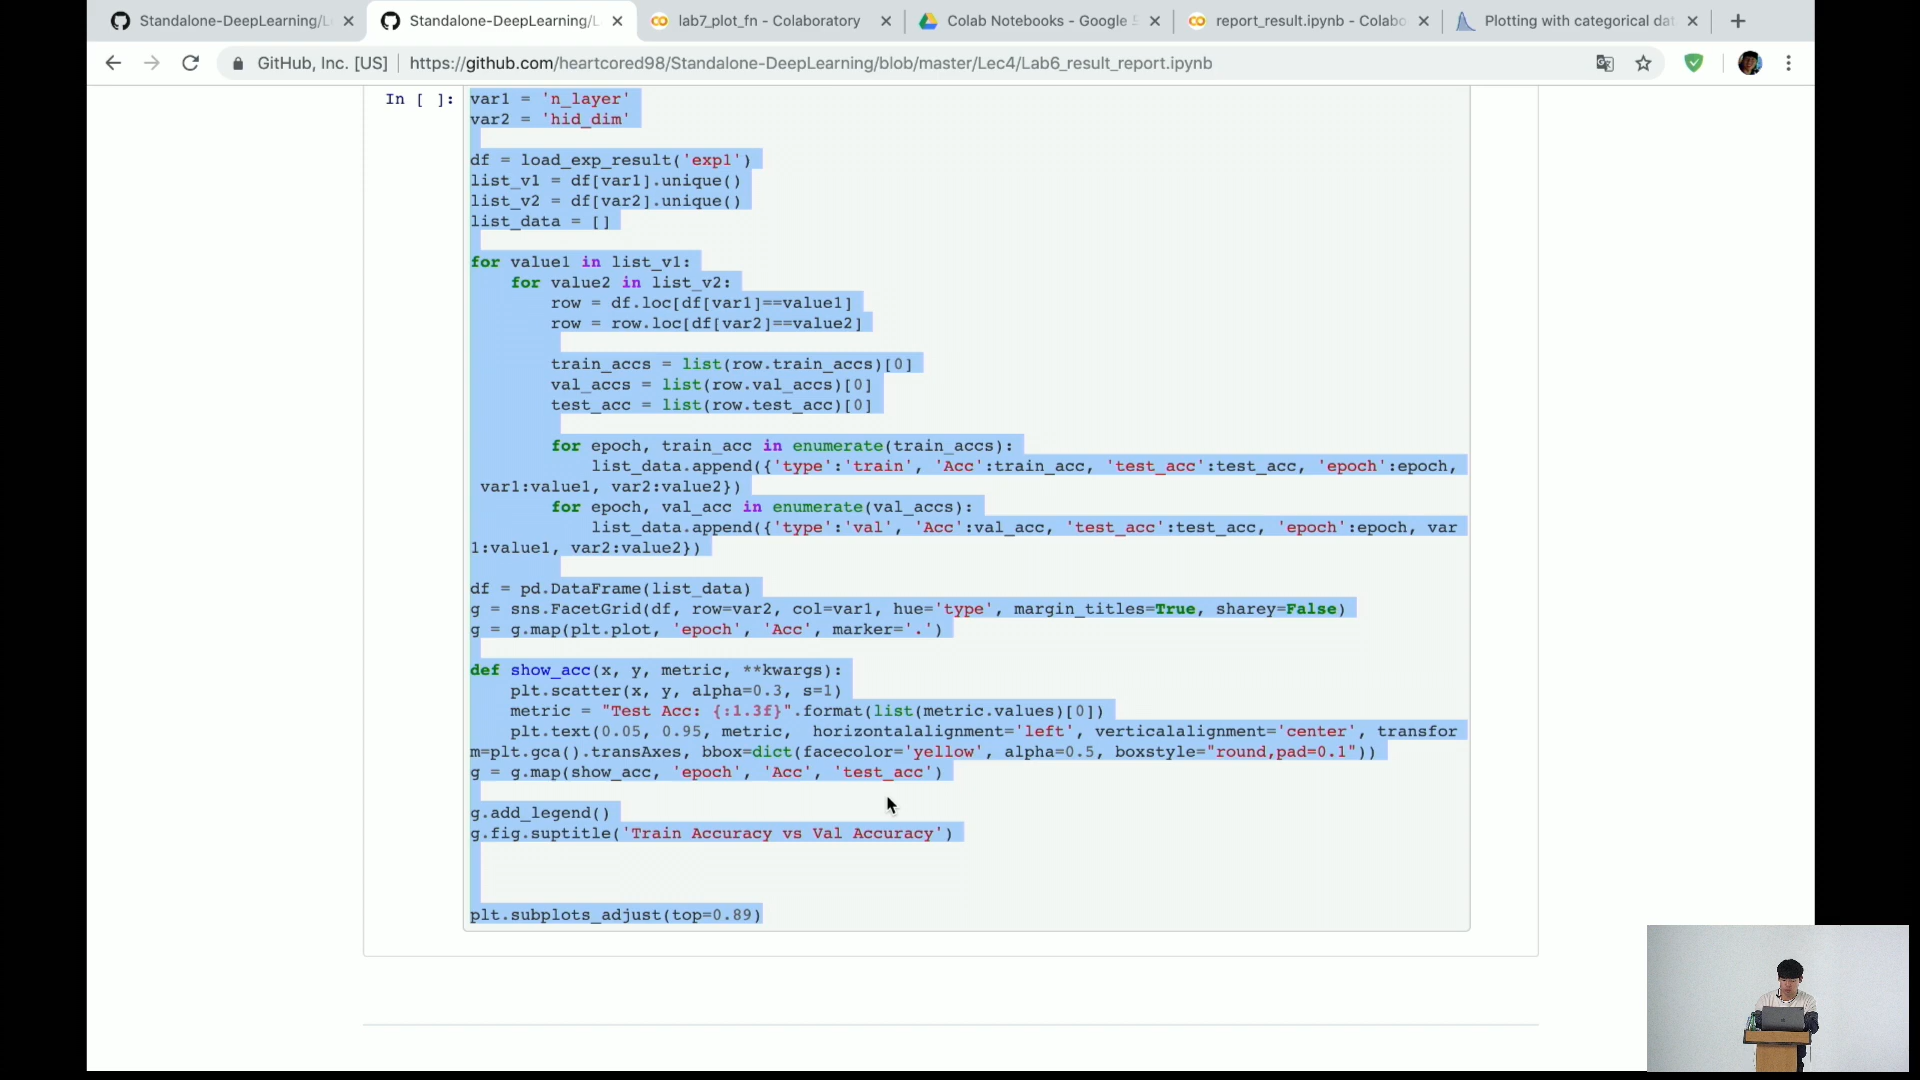 Standalone-DeepLearning/L
Standalone-DeepLearning/L
lab7_plot_fn - Colaboratory
Colab Notebooks - Google
report_result.ipynb - Colabo
Plotting with categorical dat
GitHub, Inc. [US]
https://github.com/heartcored98/Standalone-DeepLearning/blob/master/Lec4/Lab6_result_report.ipynb
In [ ]:
var1 = 'n_layer'
var2 = 'hid_dim'
df = load_exp_result('exp1')
list_v1 = df[var1].unique()
list_v2 = df[var2].unique()
list_data = []
for value1 in list_v1:
    for value2 in list_v2:
        row = df.loc[df[var1]==value1]
        row = row.loc[df[var2]==value2]
        train_accs = list(row.train_accs)[0]
        val_accs = list(row.val_accs)[0]
        test_acc = list(row.test_acc)[0]
        for epoch, train_acc in enumerate(train_accs):
            list_data.append({'type':'train', 'Acc':train_acc, 'test_acc':test_acc, 'epoch':epoch,
 var1:value1, var2:value2})
        for epoch, val_acc in enumerate(val_accs):
            list_data.append({'type':'val', 'Acc':val_acc, 'test_acc':test_acc, 'epoch':epoch, var
1:value1, var2:value2})
df = pd.DataFrame(list_data)
g = sns.FacetGrid(df, row=var2, col=var1, hue='type', margin_titles=True, sharey=False)
g = g.map(plt.plot, 'epoch', 'Acc', marker='.')
def show_acc(x, y, metric, **kwargs):
    plt.scatter(x, y, alpha=0.3, s=1)
    metric = "Test Acc: {:1.3f}".format(list(metric.values)[0])
    plt.text(0.05, 0.95, metric,  horizontalalignment='left', verticalalignment='center', transfor
m=plt.gca().transAxes, bbox=dict(facecolor='yellow', alpha=0.5, boxstyle="round,pad=0.1"))
g = g.map(show_acc, 'epoch', 'Acc', 'test_acc')
g.add_legend()
g.fig.suptitle('Train Accuracy vs Val Accuracy')
plt.subplots_adjust(top=0.89)